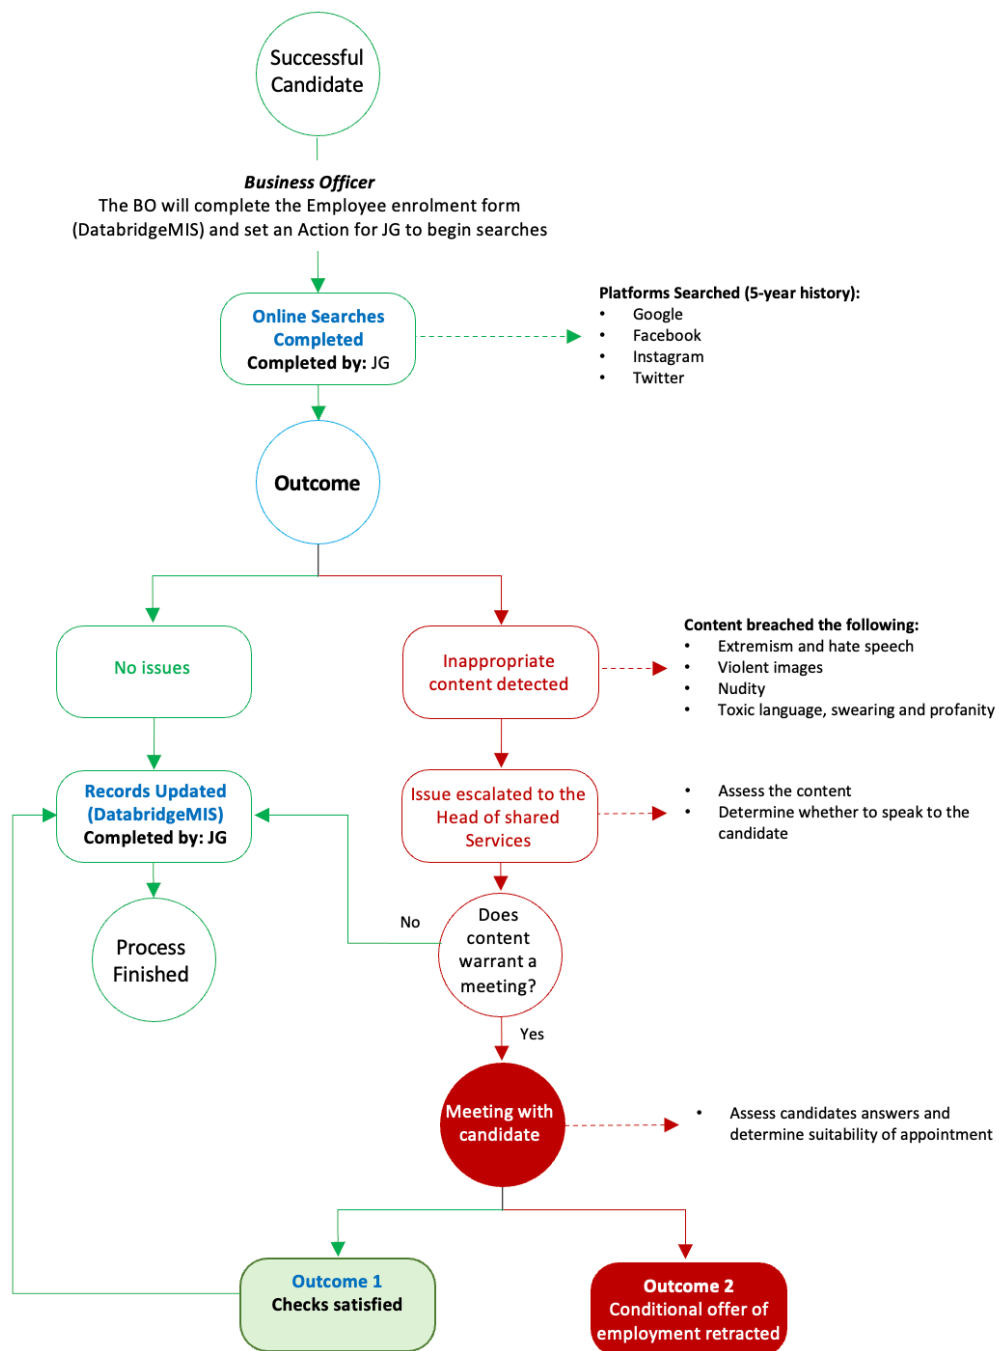 Successful
Candidate
Business Officer
The BO will complete the Employee enrolment form
(DatabridgeMIS) and set an Action for JG to begin searches
Online Searches
Completed
Completed by: JG
Platforms Searched (5-year history):
• Google
• Facebook
• Instagram
• Twitter
Outcome
No issues
Inappropriate
content detected
Content breached the following:
• Extremism and hate speech
• Violent images
• Nudity
• Toxic language, swearing and profanity
Records Updated
(DatabridgeMIS)
Completed by: JG
Issue escalated to the
Head of shared
Services
• Assess the content
• Determine whether to speak to the
candidate
Process
Finished
No
Does
content
warrant a
meeting?
Yes
Meeting with
candidate
• Assess candidates answers and
determine suitability of appointment
Outcome 1
Checks satisfied
Outcome 2
Conditional offer of
employment retracted